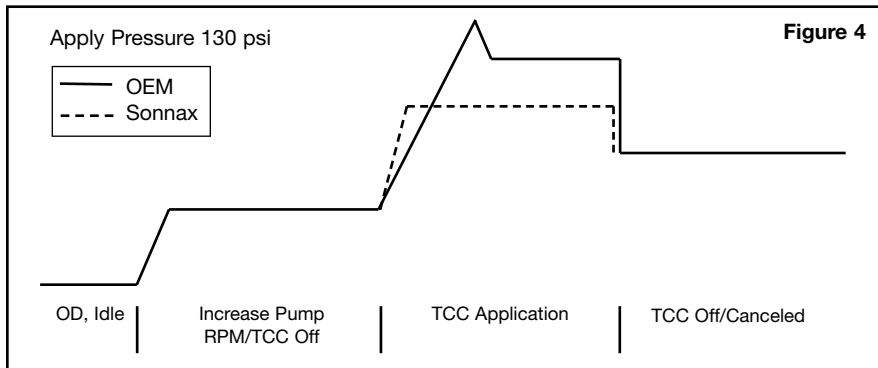 Apply Pressure 130 psi
Figure 4
OEM
Sonnax
OD, Idle
Increase Pump
RPM/TCC Off
TCC Application
TCC Off/Canceled